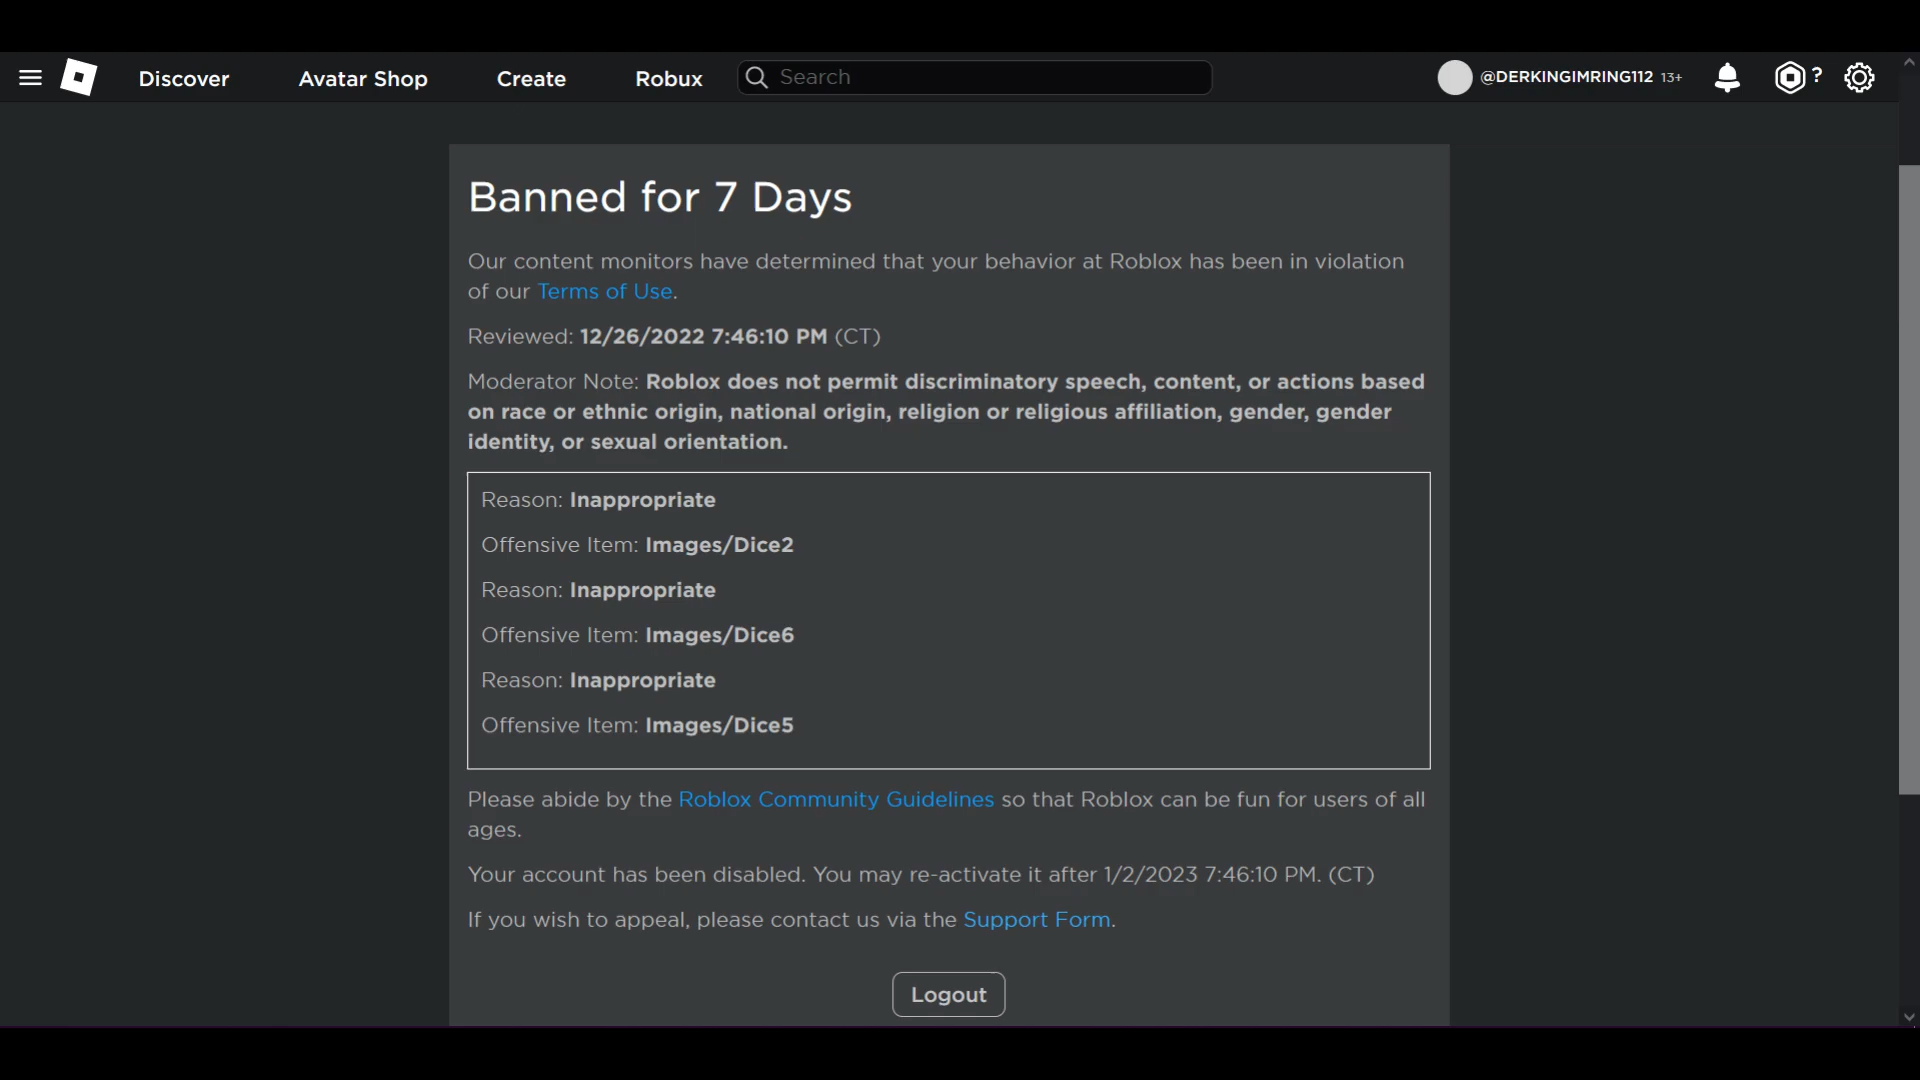 Discover Avatar Shop Create Robux Search @DERKINGIMRING112 13+ ?
Banned for 7 Days
Our content monitors have determined that your behavior at Roblox has been in violation
of our Terms of Use.
Reviewed: 12/26/2022 7:46:10 PM (CT)
Moderator Note: Roblox does not permit discriminatory speech, content, or actions based
on race or ethnic origin, national origin, religion or religious affiliation, gender, gender
identity, or sexual orientation.
Reason: Inappropriate
Offensive Item: Images/Dice2
Reason: Inappropriate
Offensive Item: Images/Dice6
Reason: Inappropriate
Offensive Item: Images/Dice5
Please abide by the Roblox Community Guidelines so that Roblox can be fun for users of all
ages.
Your account has been disabled. You may re-activate it after 1/2/2023 7:46:10 PM. (CT)
If you wish to appeal, please contact us via the Support Form.
Logout